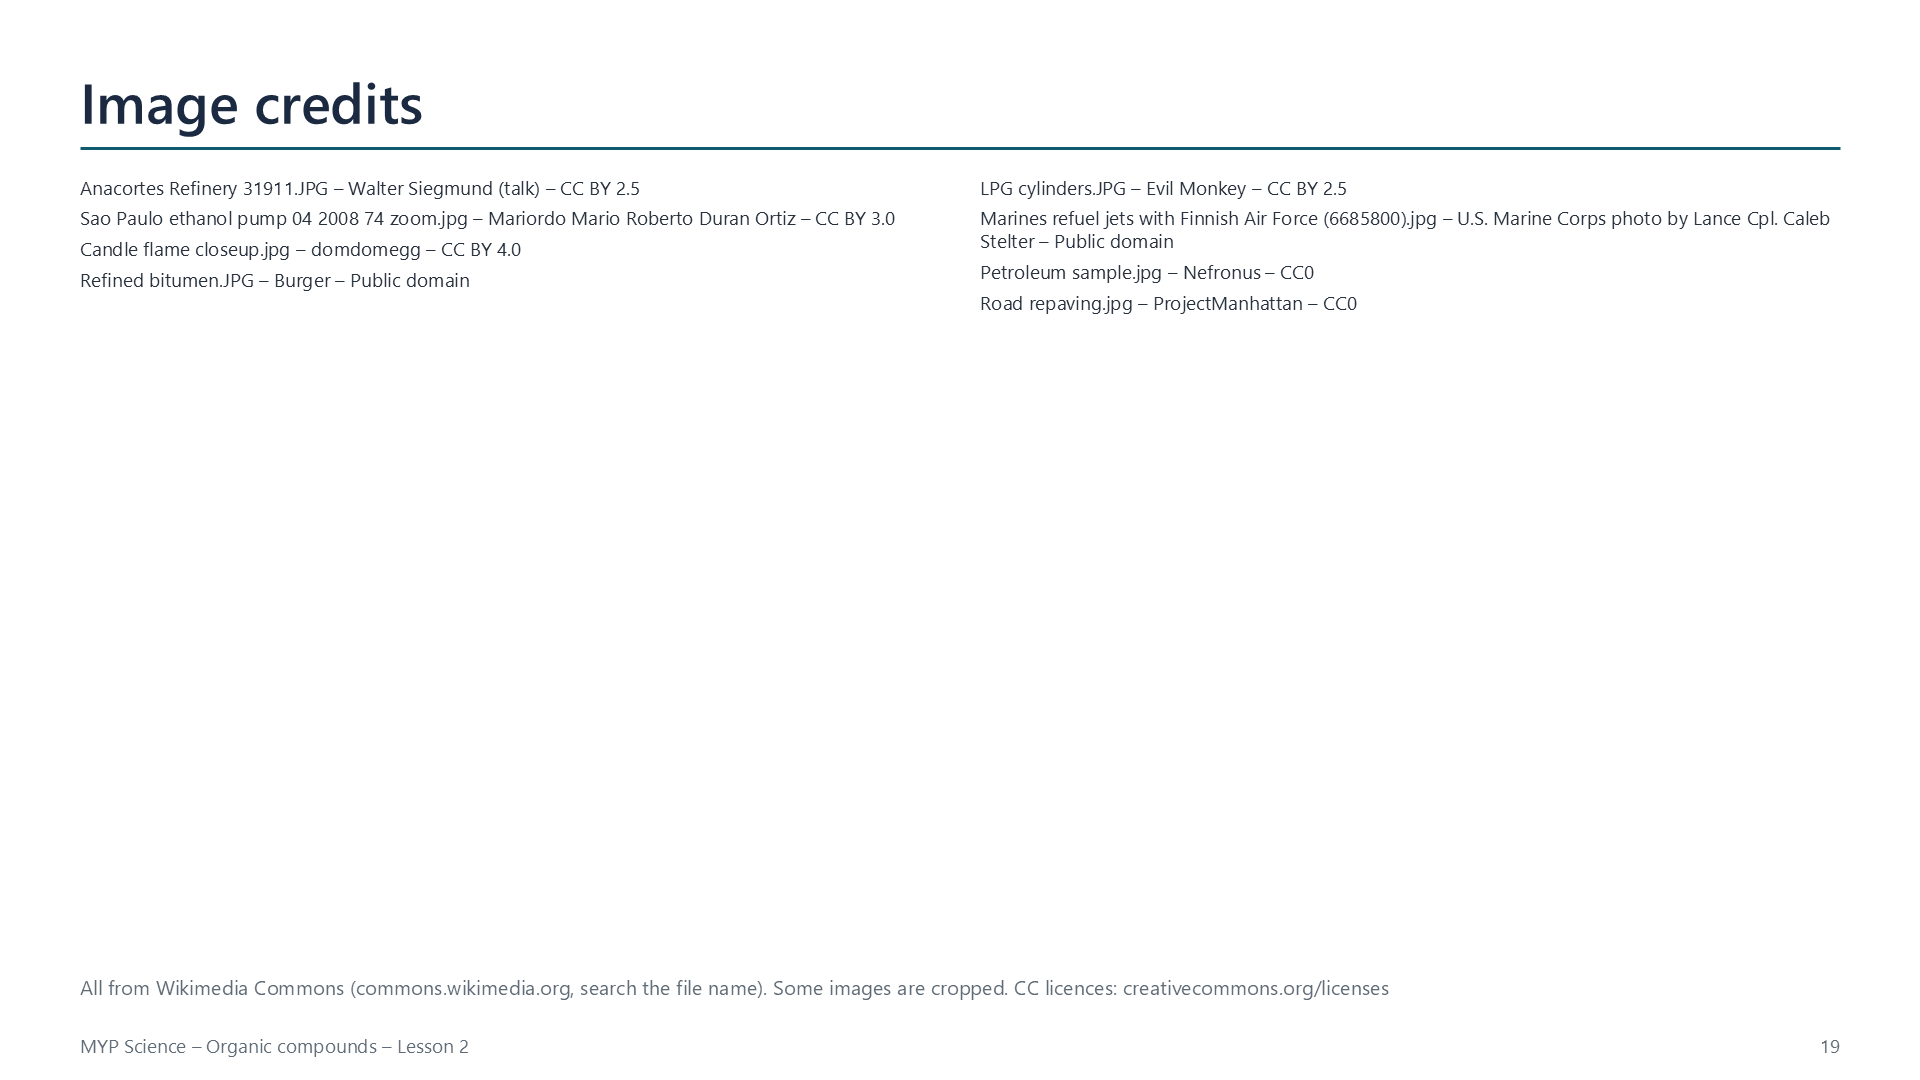 Image credits
Anacortes Refinery 31911.JPG – Walter Siegmund (talk) – CC BY 2.5
Sao Paulo ethanol pump 04 2008 74 zoom.jpg – Mariordo Mario Roberto Duran Ortiz – CC BY 3.0
Candle flame closeup.jpg – domdomegg – CC BY 4.0
Refined bitumen.JPG – Burger – Public domain
LPG cylinders.JPG – Evil Monkey – CC BY 2.5
Marines refuel jets with Finnish Air Force (6685800).jpg – U.S. Marine Corps photo by Lance Cpl. Caleb
Stelter – Public domain
Petroleum sample.jpg – Nefronus – CC0
Road repaving.jpg – ProjectManhattan – CC0
All from Wikimedia Commons (commons.wikimedia.org, search the file name). Some images are cropped. CC licences: creativecommons.org/licenses
MYP Science – Organic compounds – Lesson 2
19